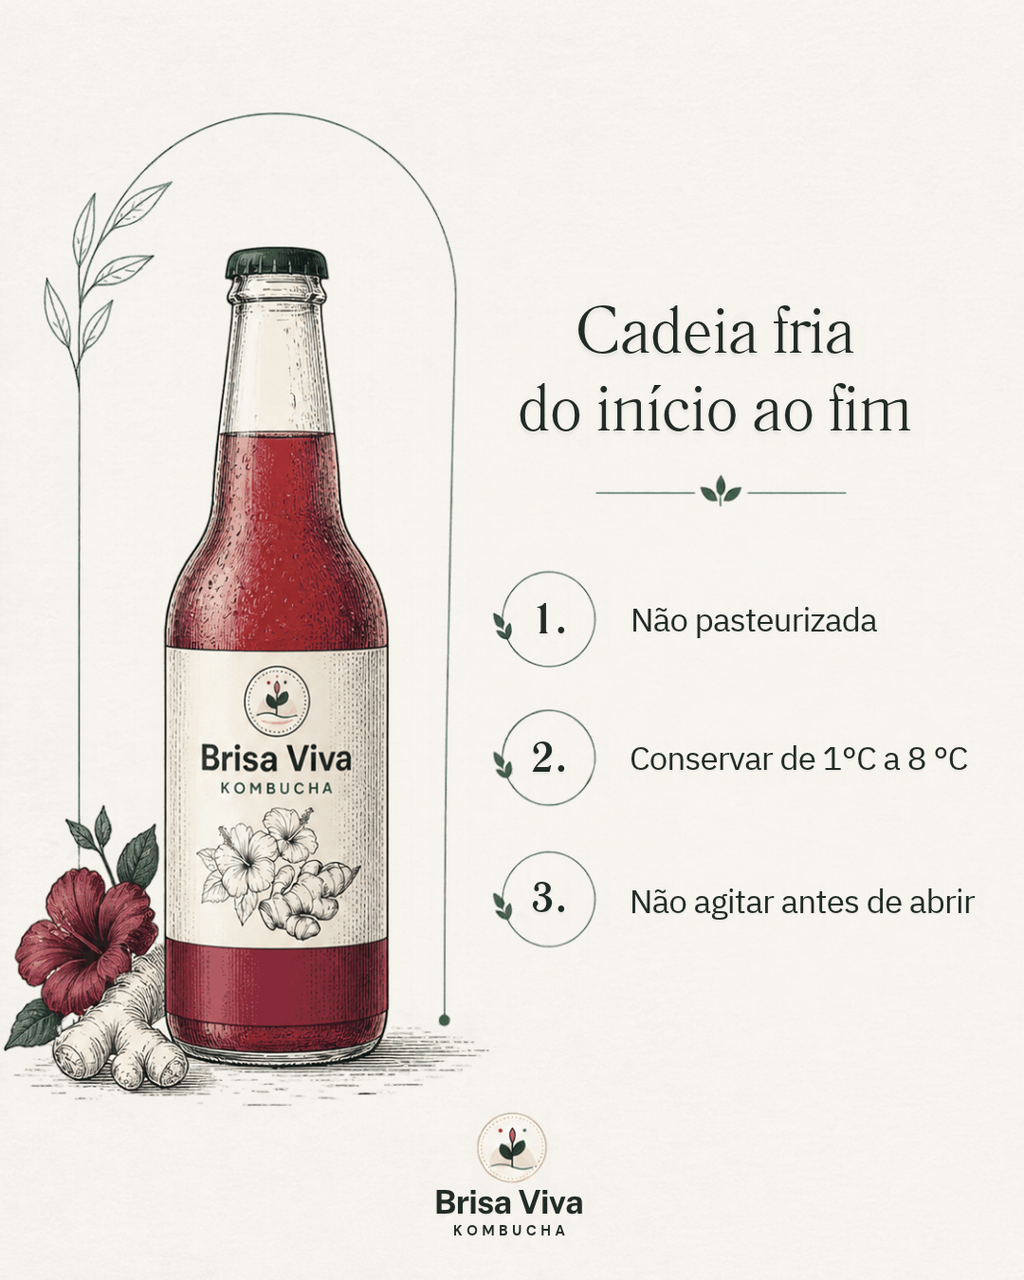 Cadeia fria
do início ao fim
1. Não pasteurizada
2. Conservar de 1°C a 8 °C
3. Não agitar antes de abrir
Brisa Viva
KOMBUCHA
Brisa Viva
KOMBUCHA